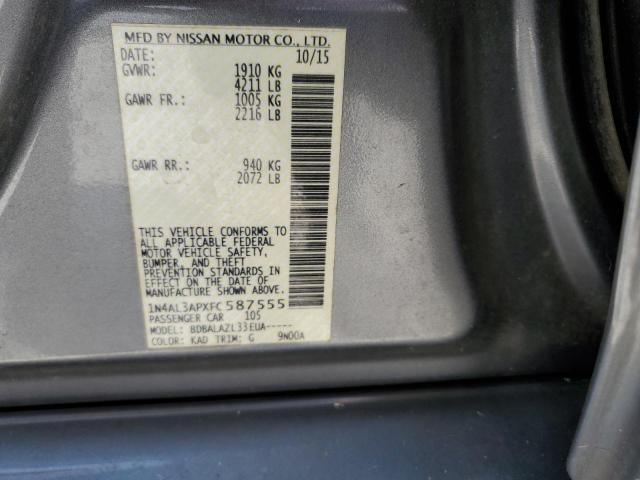 MFD BY NISSAN MOTOR CO., LTD.
DATE: 10/15
GVWR: 1910 KG
4211 LB
GAWR FR.: 1005 KG
2216 LB
GAWR RR.: 940 KG
2072 LB
THIS VEHICLE CONFORMS TO
ALL APPLICABLE FEDERAL
MOTOR VEHICLE SAFETY,
BUMPER, AND THEFT
PREVENTION STANDARDS IN
EFFECT ON THE DATE OF
MANUFACTURE SHOWN ABOVE.
1N4AL3APXFC587555
PASSENGER CAR 105
MODEL: BDBALAZL33EUA-----
COLOR: KAD TRIM: G 9N00A